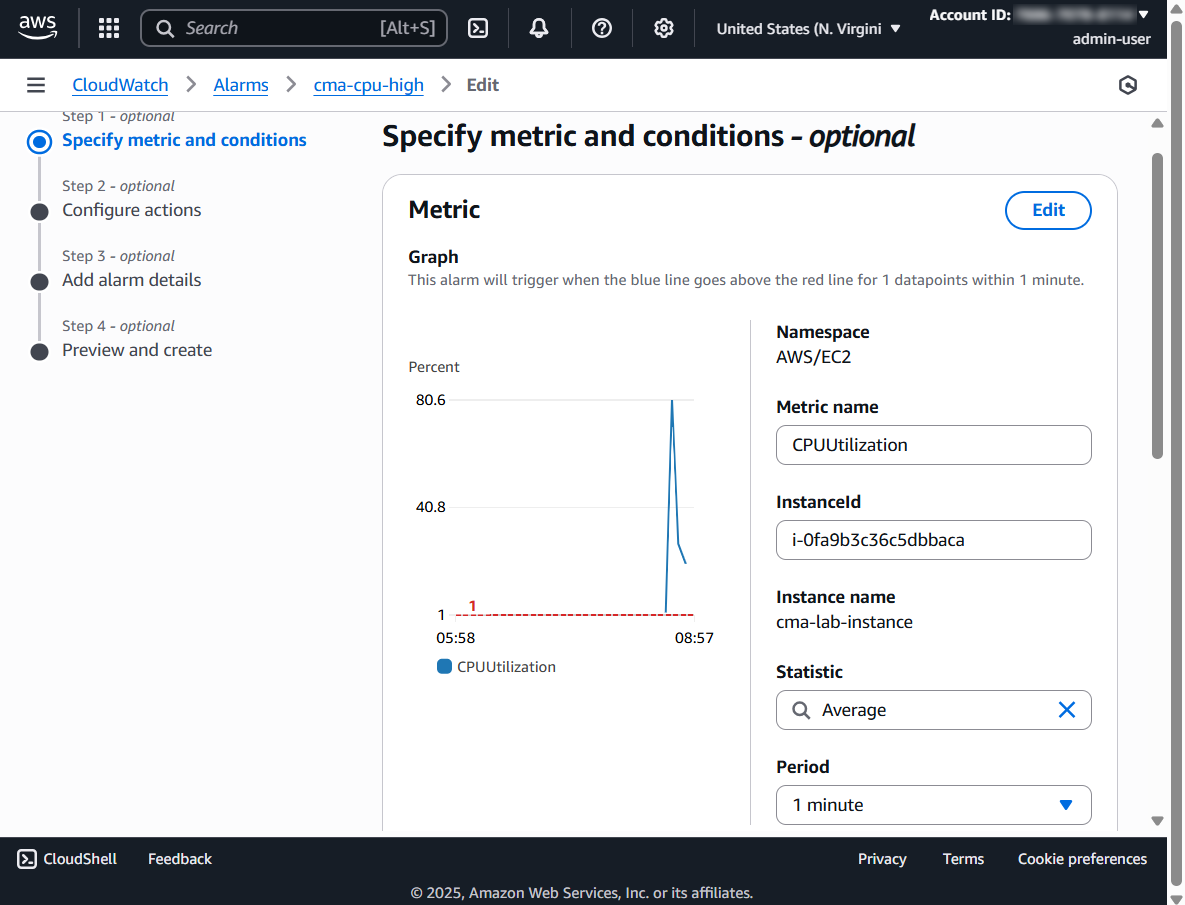 aws
Search [Alt+S]
United States (N. Virgini
Account ID:
admin-user
CloudWatch > Alarms > cma-cpu-high > Edit
Step 1 - optional
Specify metric and conditions
Step 2 - optional
Configure actions
Step 3 - optional
Add alarm details
Step 4 - optional
Preview and create
Specify metric and conditions - optional
Metric
Edit
Graph
This alarm will trigger when the blue line goes above the red line for 1 datapoints within 1 minute.
Percent
80.6
40.8
1
1
05:58
08:57
CPUUtilization
Namespace
AWS/EC2
Metric name
CPUUtilization
InstanceId
i-0fa9b3c36c5dbbaca
Instance name
cma-lab-instance
Statistic
Average
Period
1 minute
CloudShell
Feedback
Privacy
Terms
Cookie preferences
© 2025, Amazon Web Services, Inc. or its affiliates.